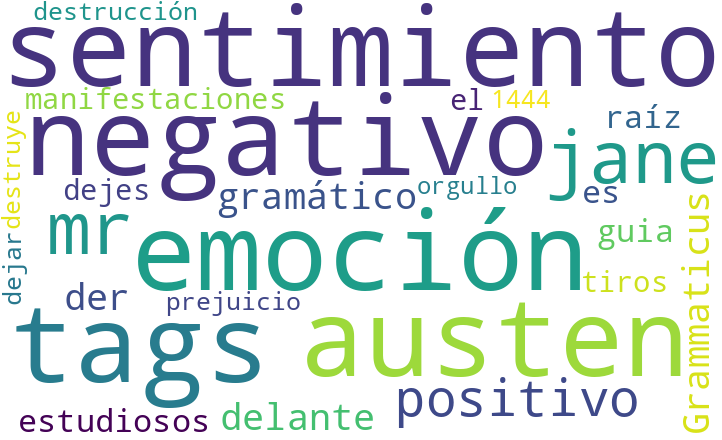 destrucción
sentimiento
manifestaciones el 1444
negativo raíz
jane
destruye dejes gramático orgullo es
mr emoción guia
dejar der prejuicio tiros
Grammaticus
tags austen
positivo
estudiosos delante